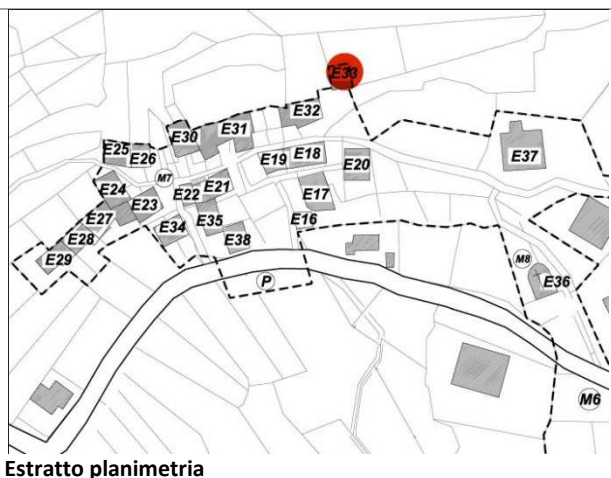 E33
E32
E30
E31
E25
E26
E19
E18
E20
E37
M7
E24
E22
E21
E17
E27
E23
E28
E34
E35
E16
E29
E38
P
M8
E36
M6
Estratto planimetria